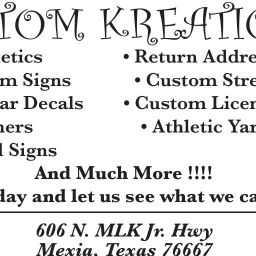 TOM KREATIO
etics • Return Addre
m Signs • Custom Stre
ar Decals • Custom Licen
ners • Athletic Yar
l Signs
And Much More !!!!
day and let us see what we ca
606 N. MLK Jr. Hwy
Mexia, Texas 76667